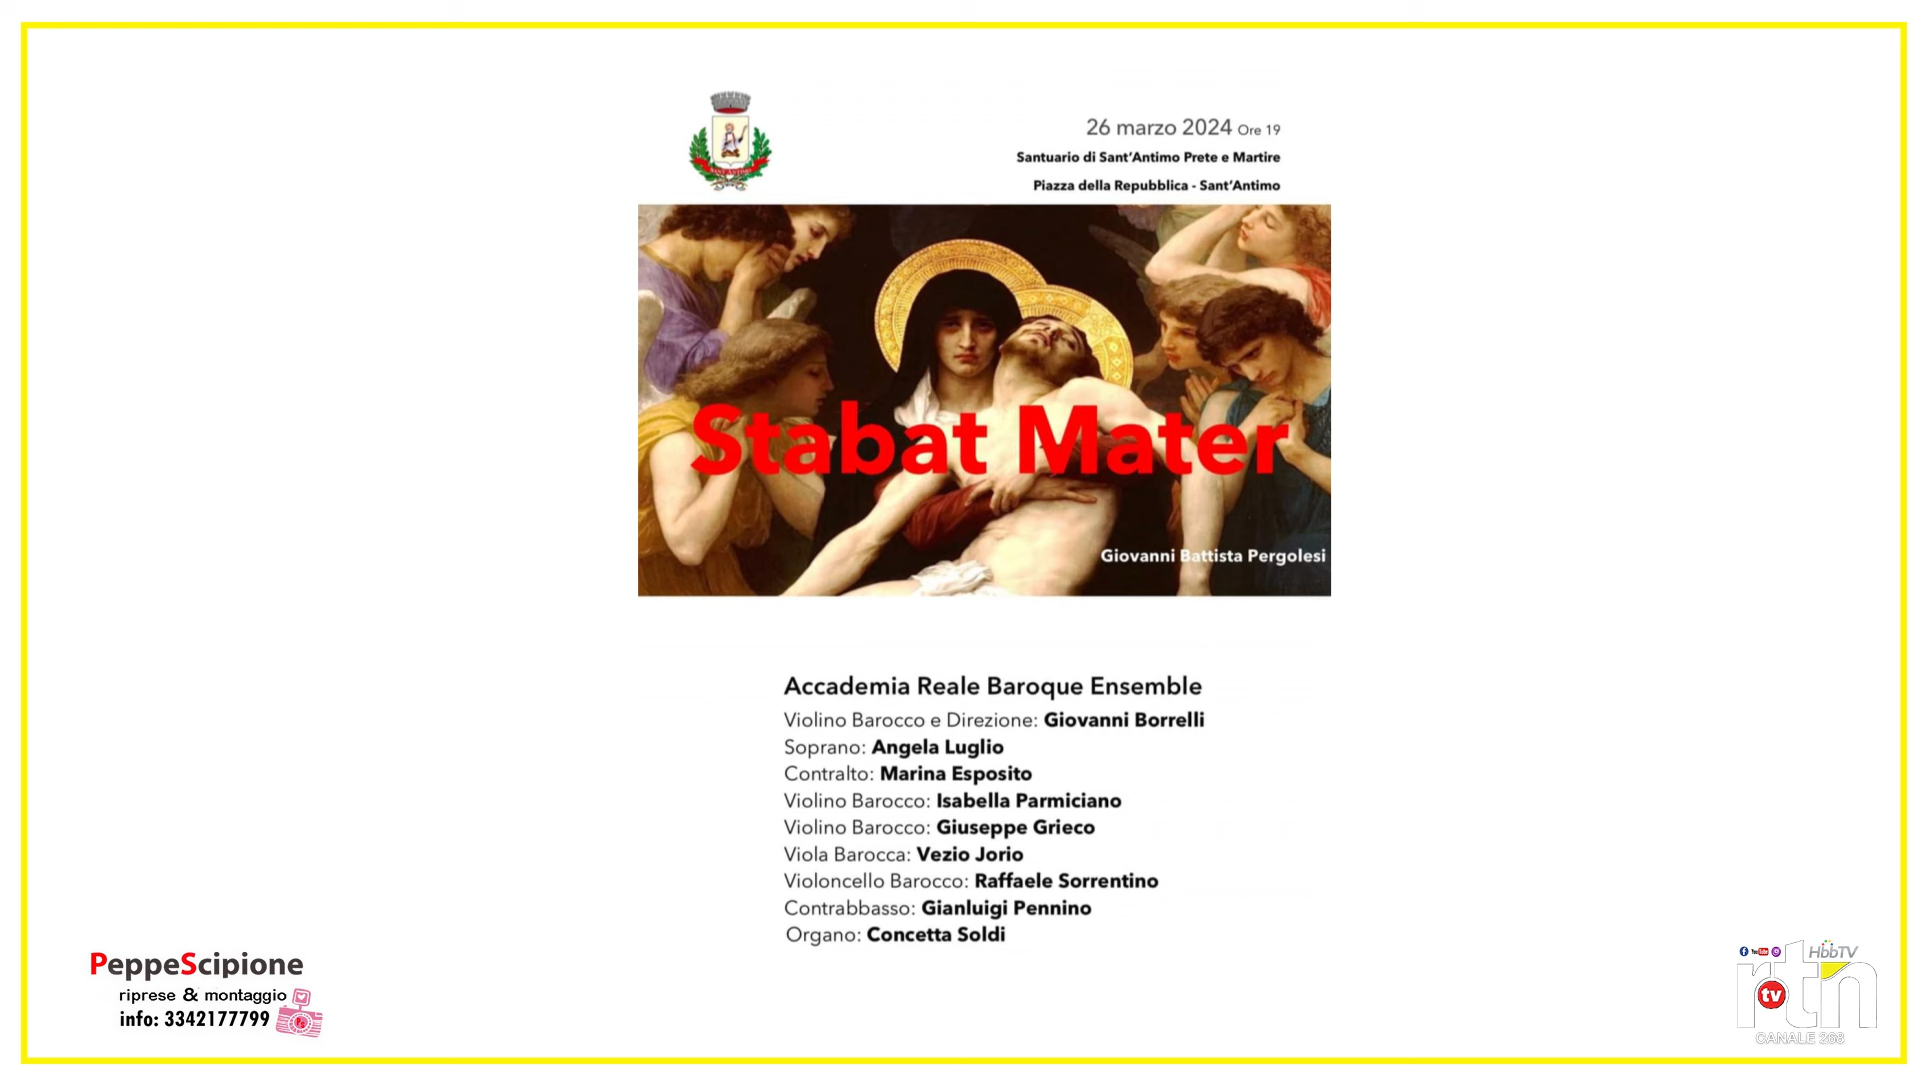 26 marzo 2024 Ore 19
Santuario di Sant'Antimo Prete e Martire
Piazza della Repubblica - Sant'Antimo
SANT'ANTIMO
Stabat Mater
Giovanni Battista Pergolesi
Accademia Reale Baroque Ensemble
Violino Barocco e Direzione: Giovanni Borrelli
Soprano: Angela Luglio
Contralto: Marina Esposito
Violino Barocco: Isabella Parmiciano
Violino Barocco: Giuseppe Grieco
Viola Barocca: Vezio Jorio
Violoncello Barocco: Raffaele Sorrentino
Contrabbasso: Gianluigi Pennino
Organo: Concetta Soldi
PeppeScipione
riprese & montaggio
info: 3342177799
YouTube HbbTV
rtn
tv
CANALE 268